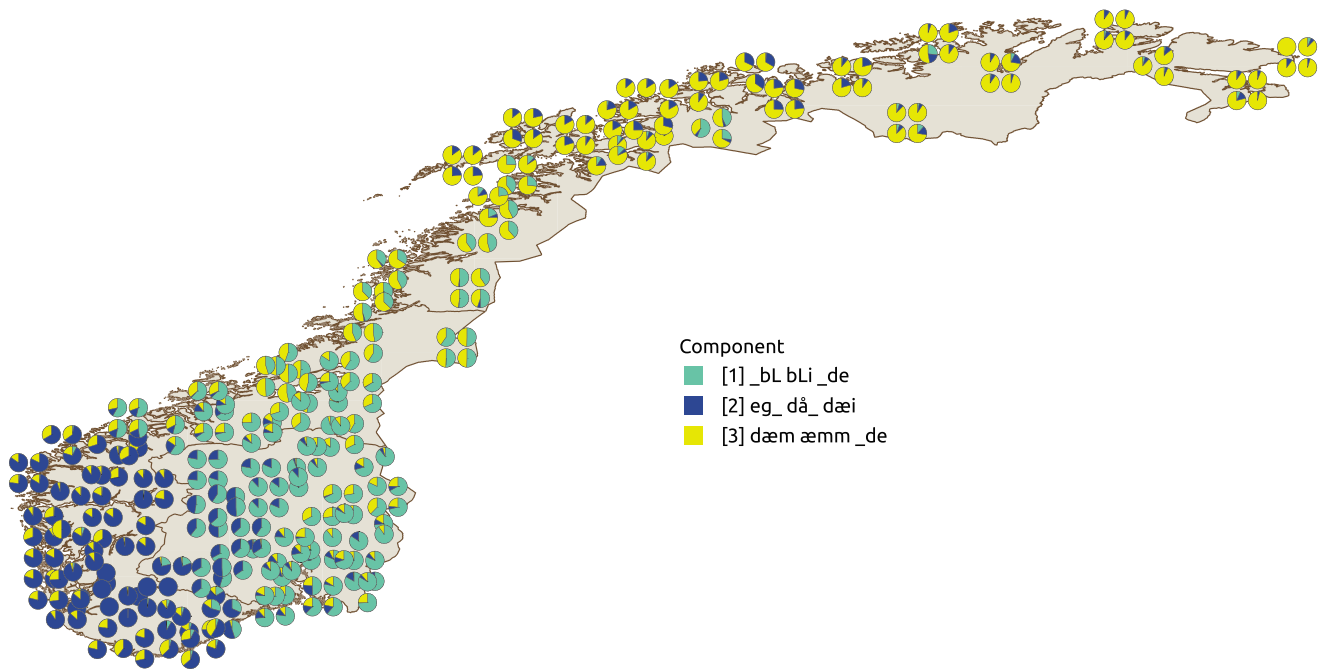 Component
[1] _bL bLi _de
[2] eg_ då_ dæi
[3] dæm æmm _de